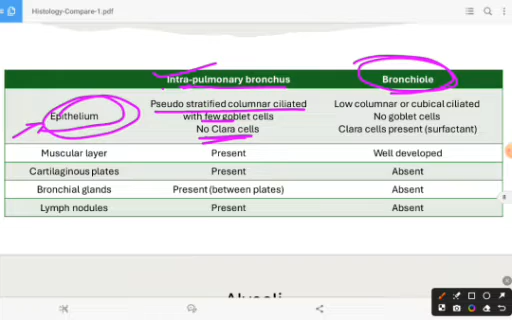 Histology-Compare-1.pdf
Intra-pulmonary bronchus Bronchiole
Epithelium
Pseudo stratified columnar ciliated
with few goblet cells
No Clara cells
Low columnar or cubical ciliated
No goblet cells
Clara cells present (surfactant)
Muscular layer Present Well developed
Cartilaginous plates Present Absent
Bronchial glands Present (between plates) Absent
Lymph nodules Present Absent
Alveoli